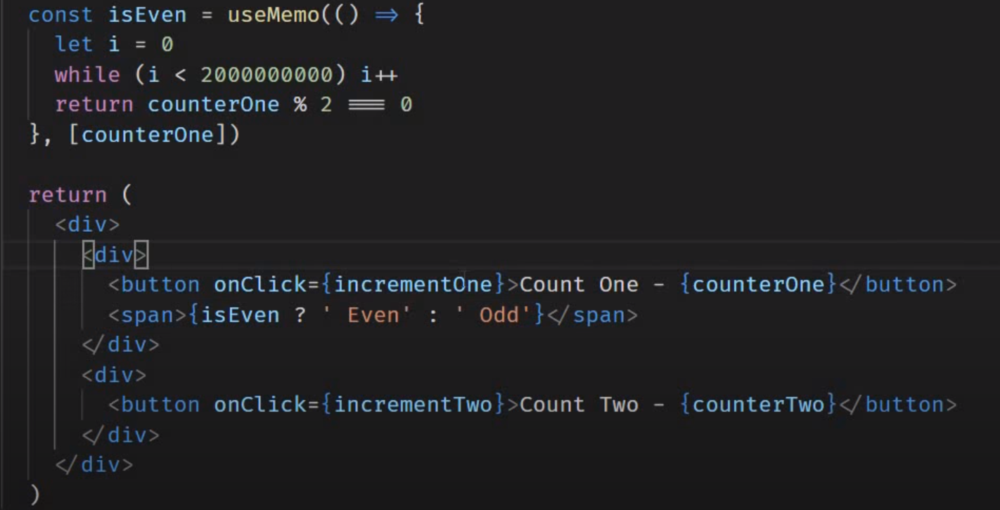 const isEven = useMemo(() => {
let i = 0
while (i < 2000000000) i++
return counterOne % 2 === 0
}, [counterOne])
return (
<div>
<div>
<button onClick={incrementOne}>Count One - {counterOne}</button>
<span>{isEven ? ' Even' : ' Odd'}</span>
</div>
<div>
<button onClick={incrementTwo}>Count Two - {counterTwo}</button>
</div>
</div>
)